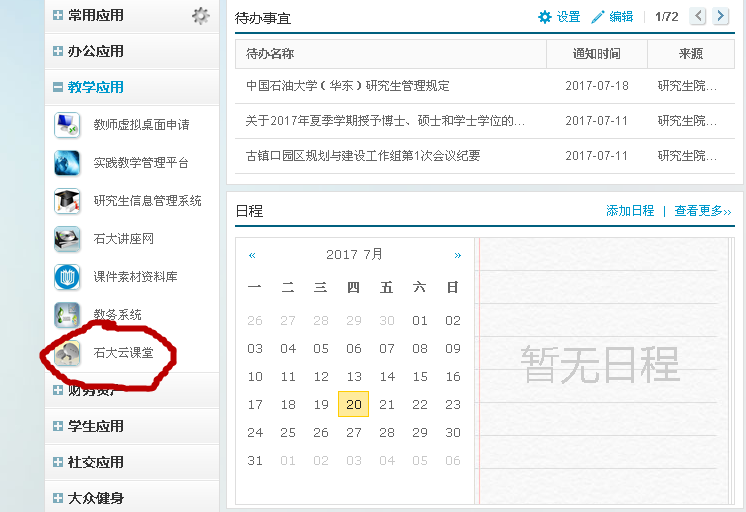 常用应用
办公应用
教学应用
教师虚拟桌面申请
实践教学管理平台
研究生信息管理系统
石大讲座网
课件素材资料库
教务系统
石大云课堂
财务资产
学生应用
社交应用
大众健身
待办事宜
设置 编辑 | 1/72
待办名称 通知时间 来源
中国石油大学（华东）研究生管理规定 2017-07-18 研究生院...
关于2017年夏季学期授予博士、硕士和学士学位的... 2017-07-11 研究生院...
古镇口园区规划与建设工作组第1次会议纪要 2017-07-11 研究生院...
日程
添加日程 | 查看更多»
« 2017 7月 »
一 二 三 四 五 六 日
26 27 28 29 30 01 02
03 04 05 06 07 08 09
10 11 12 13 14 15 16
17 18 19 20 21 22 23
24 25 26 27 28 29 30
31 01 02 03 04 05 06
暂无日程